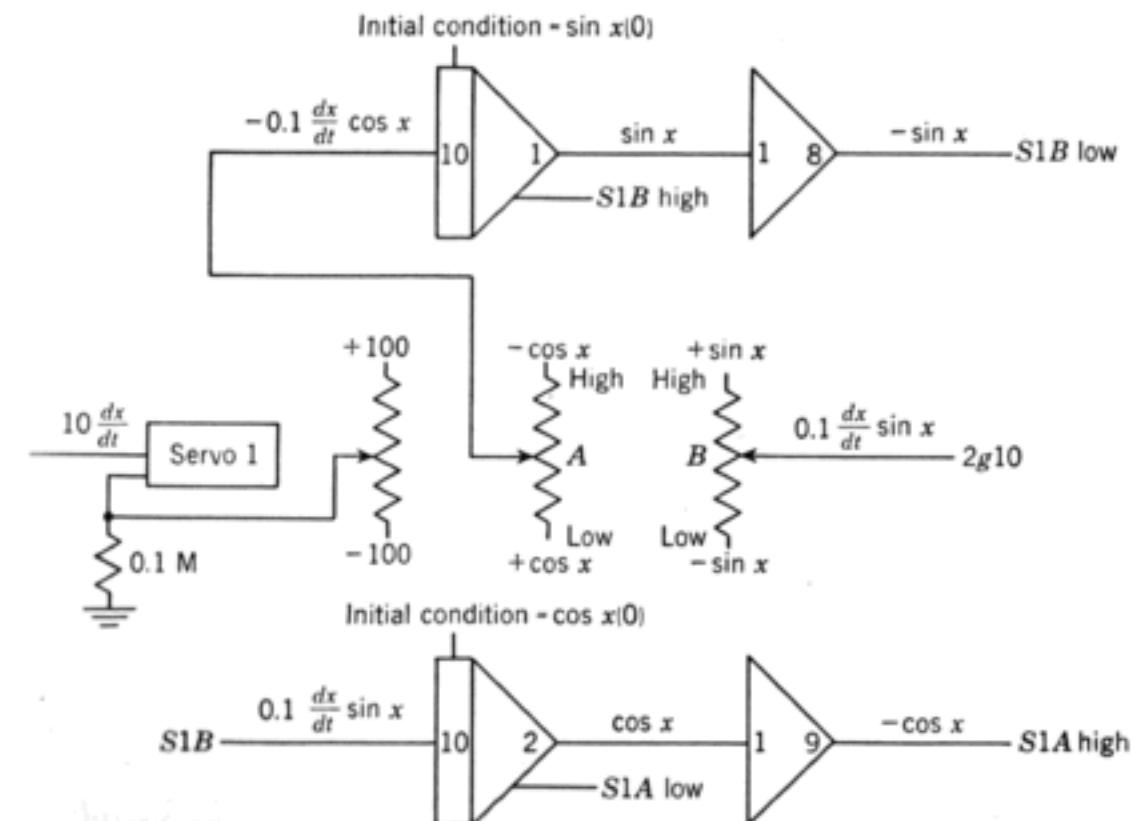 Initial condition - sin x(0)
-0.1 dx/dt cos x
10
1
sin x
S1B high
1
8
-sin x
S1B low
+100
-cos x
High
+sin x
High
10 dx/dt
Servo 1
A
B
0.1 dx/dt sin x
2g10
0.1 M
-100
Low
+cos x
Low
-sin x
Initial condition - cos x(0)
S1B
0.1 dx/dt sin x
10
2
cos x
S1A low
1
9
-cos x
S1A high